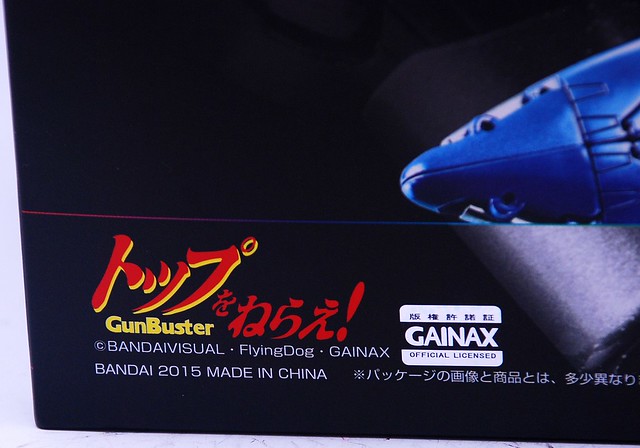 トップをねらえ!
GunBuster
©BANDAIVISUAL・FlyingDog・GAINAX
BANDAI 2015 MADE IN CHINA
版権許諾証
GAINAX
OFFICIAL LICENSED
※パッケージの画像と商品とは、多少異なり